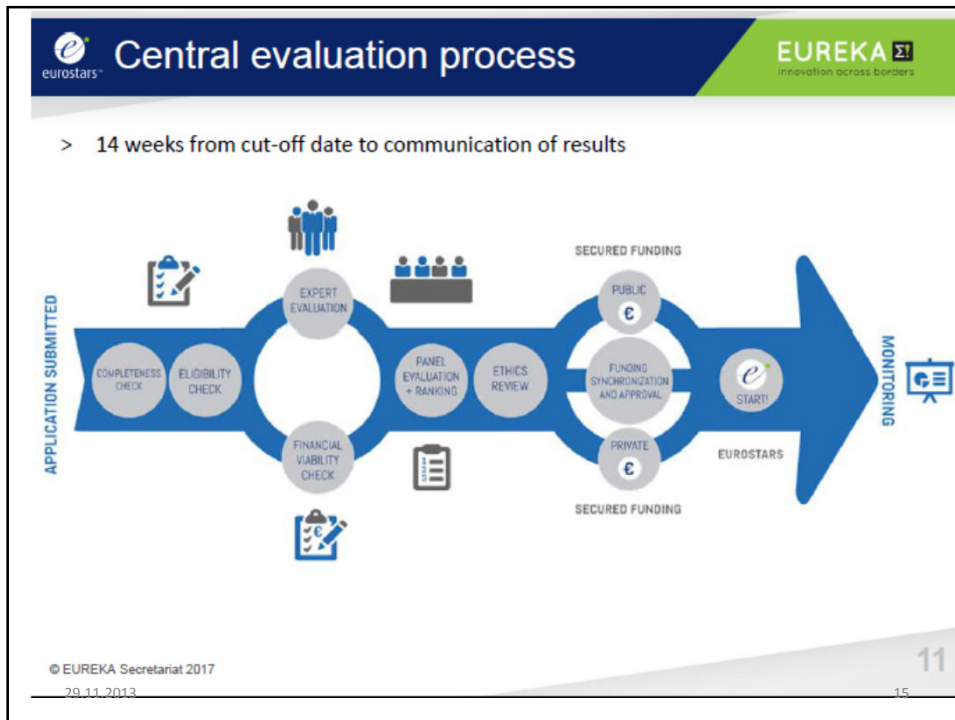 eurostars™
Central evaluation process
EUREKA Σ!
innovation across borders
> 14 weeks from cut-off date to communication of results
APPLICATION SUBMITTED
COMPLETENESS
CHECK
ELIGIBILITY
CHECK
EXPERT
EVALUATION
FINANCIAL
VIABILITY
CHECK
PANEL
EVALUATION
+ RANKING
ETHICS
REVIEW
SECURED FUNDING
PUBLIC
€
FUNDING
SYNCHRONIZATION
AND APPROVAL
PRIVATE
€
SECURED FUNDING
START!
EUROSTARS
MONITORING
© EUREKA Secretariat 2017
11
29.11.2013
15